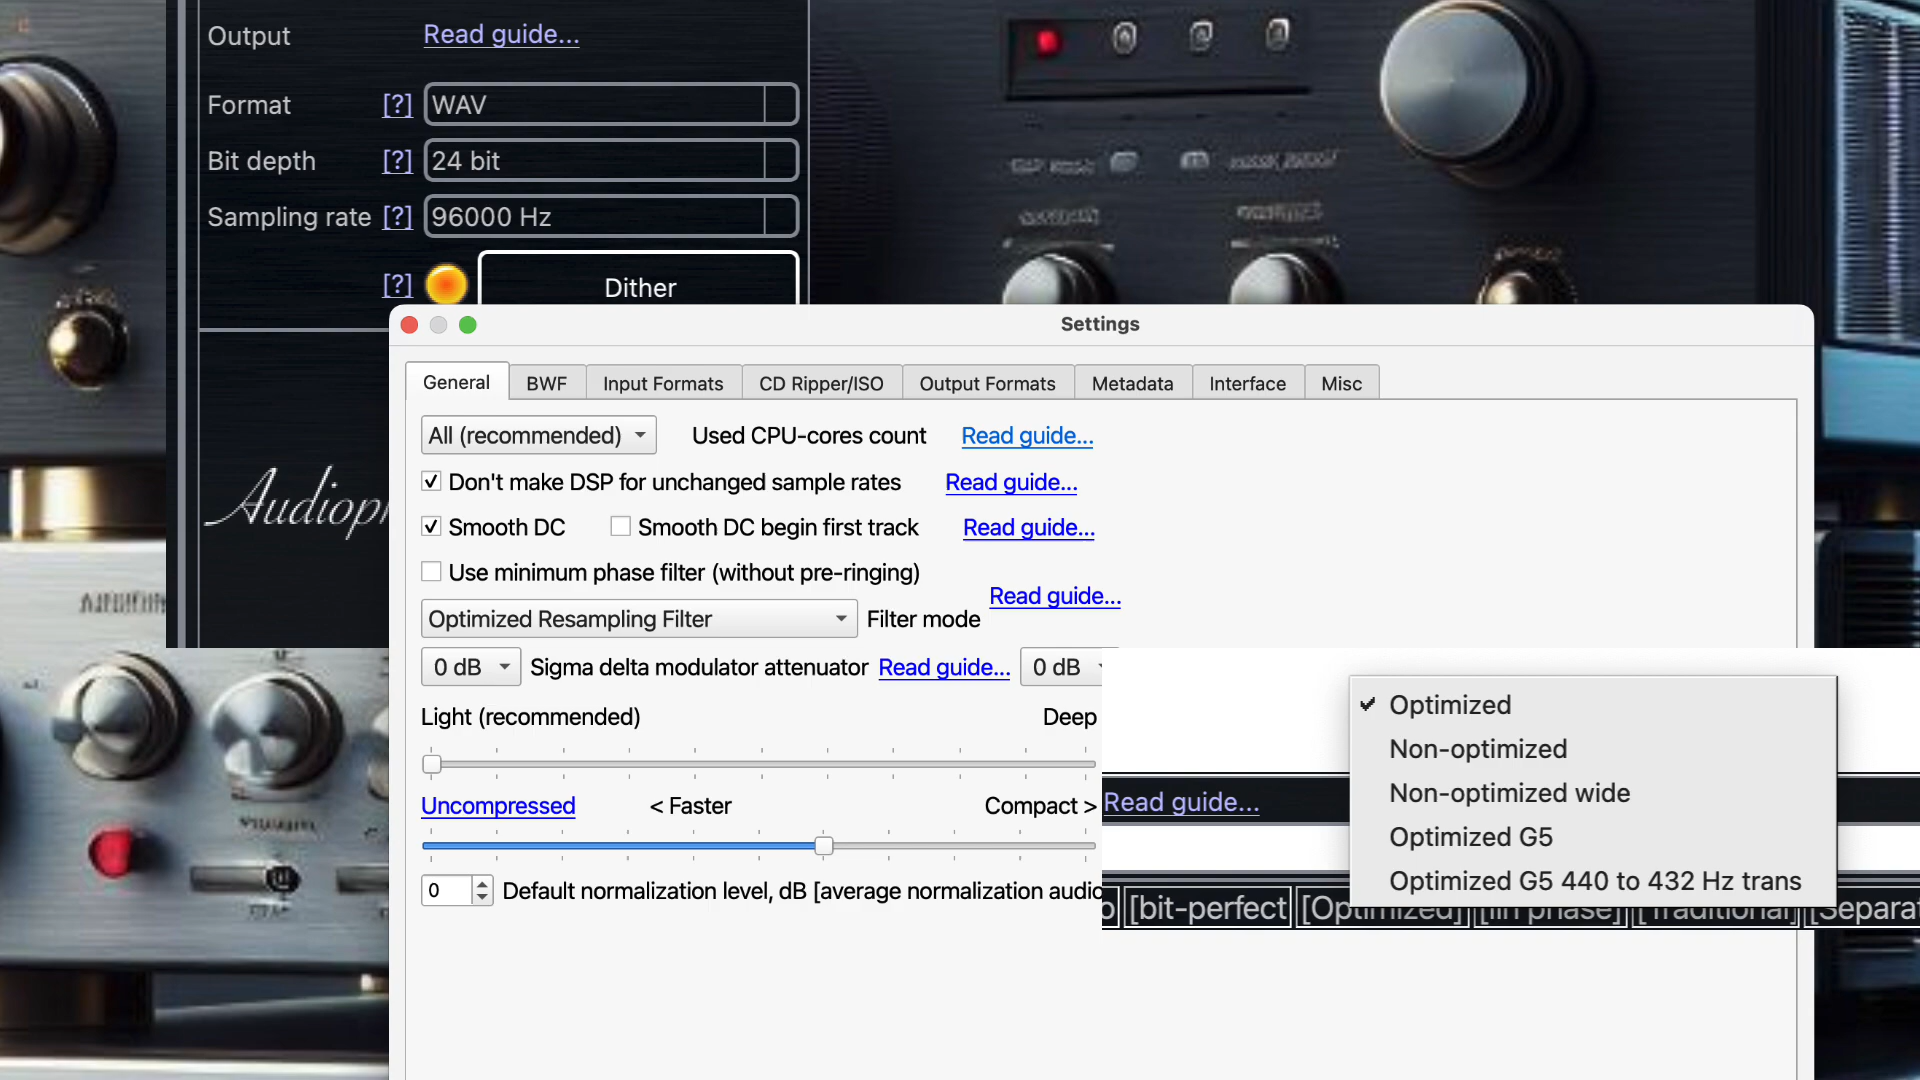 Output Read guide...
Format [?] WAV
Bit depth [?] 24 bit
Sampling rate [?] 96000 Hz
[?] Dither
Settings
General BWF Input Formats CD Ripper/ISO Output Formats Metadata Interface Misc
All (recommended) Used CPU-cores count Read guide...
Don't make DSP for unchanged sample rates Read guide...
Smooth DC Smooth DC begin first track Read guide...
Use minimum phase filter (without pre-ringing)
Read guide...
Optimized Resampling Filter Filter mode
0 dB Sigma delta modulator attenuator Read guide... 0 dB
Light (recommended) Deep
Uncompressed < Faster Compact >
0 Default normalization level, dB [average normalization audio
Optimized
Non-optimized
Non-optimized wide
Optimized G5
Optimized G5 440 to 432 Hz trans
Read guide...
[bit-perfect [Optimized] [lin phase] [Traditional] [Separat